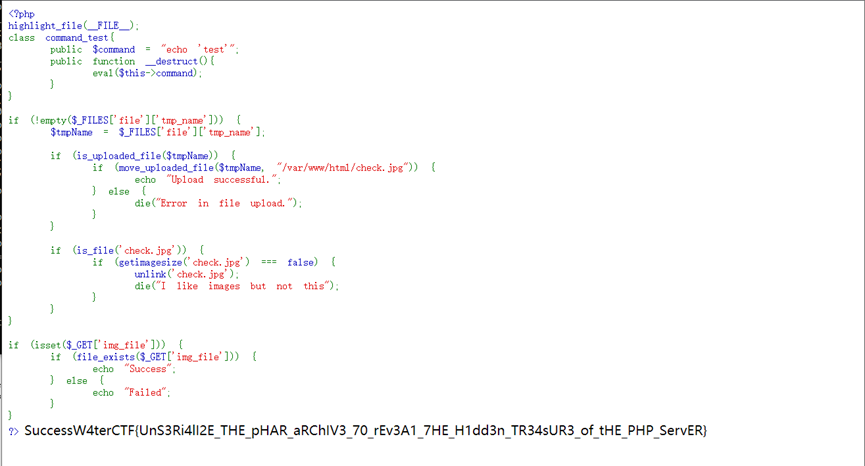 <?php
highlight_file(__FILE__);
class command_test{
public $command = "echo 'test'";
public function __destruct(){
eval($this->command);
}
}
if (!empty($_FILES['file']['tmp_name'])) {
$tmpName = $_FILES['file']['tmp_name'];
if (is_uploaded_file($tmpName)) {
if (move_uploaded_file($tmpName, "/var/www/html/check.jpg")) {
echo "Upload successful.";
} else {
die("Error in file upload.");
}
}
if (is_file('check.jpg')) {
if (getimagesize('check.jpg') === false) {
unlink('check.jpg');
die("I like images but not this");
}
}
}
if (isset($_GET['img_file'])) {
if (file_exists($_GET['img_file'])) {
echo "Success";
} else {
echo "Failed";
}
}
?> SuccessW4terCTF{UnS3Ri4lI2E_THE_pHAR_aRChIV3_70_rEv3A1_7HE_H1dd3n_TR34sUR3_of_tHE_PHP_ServER}